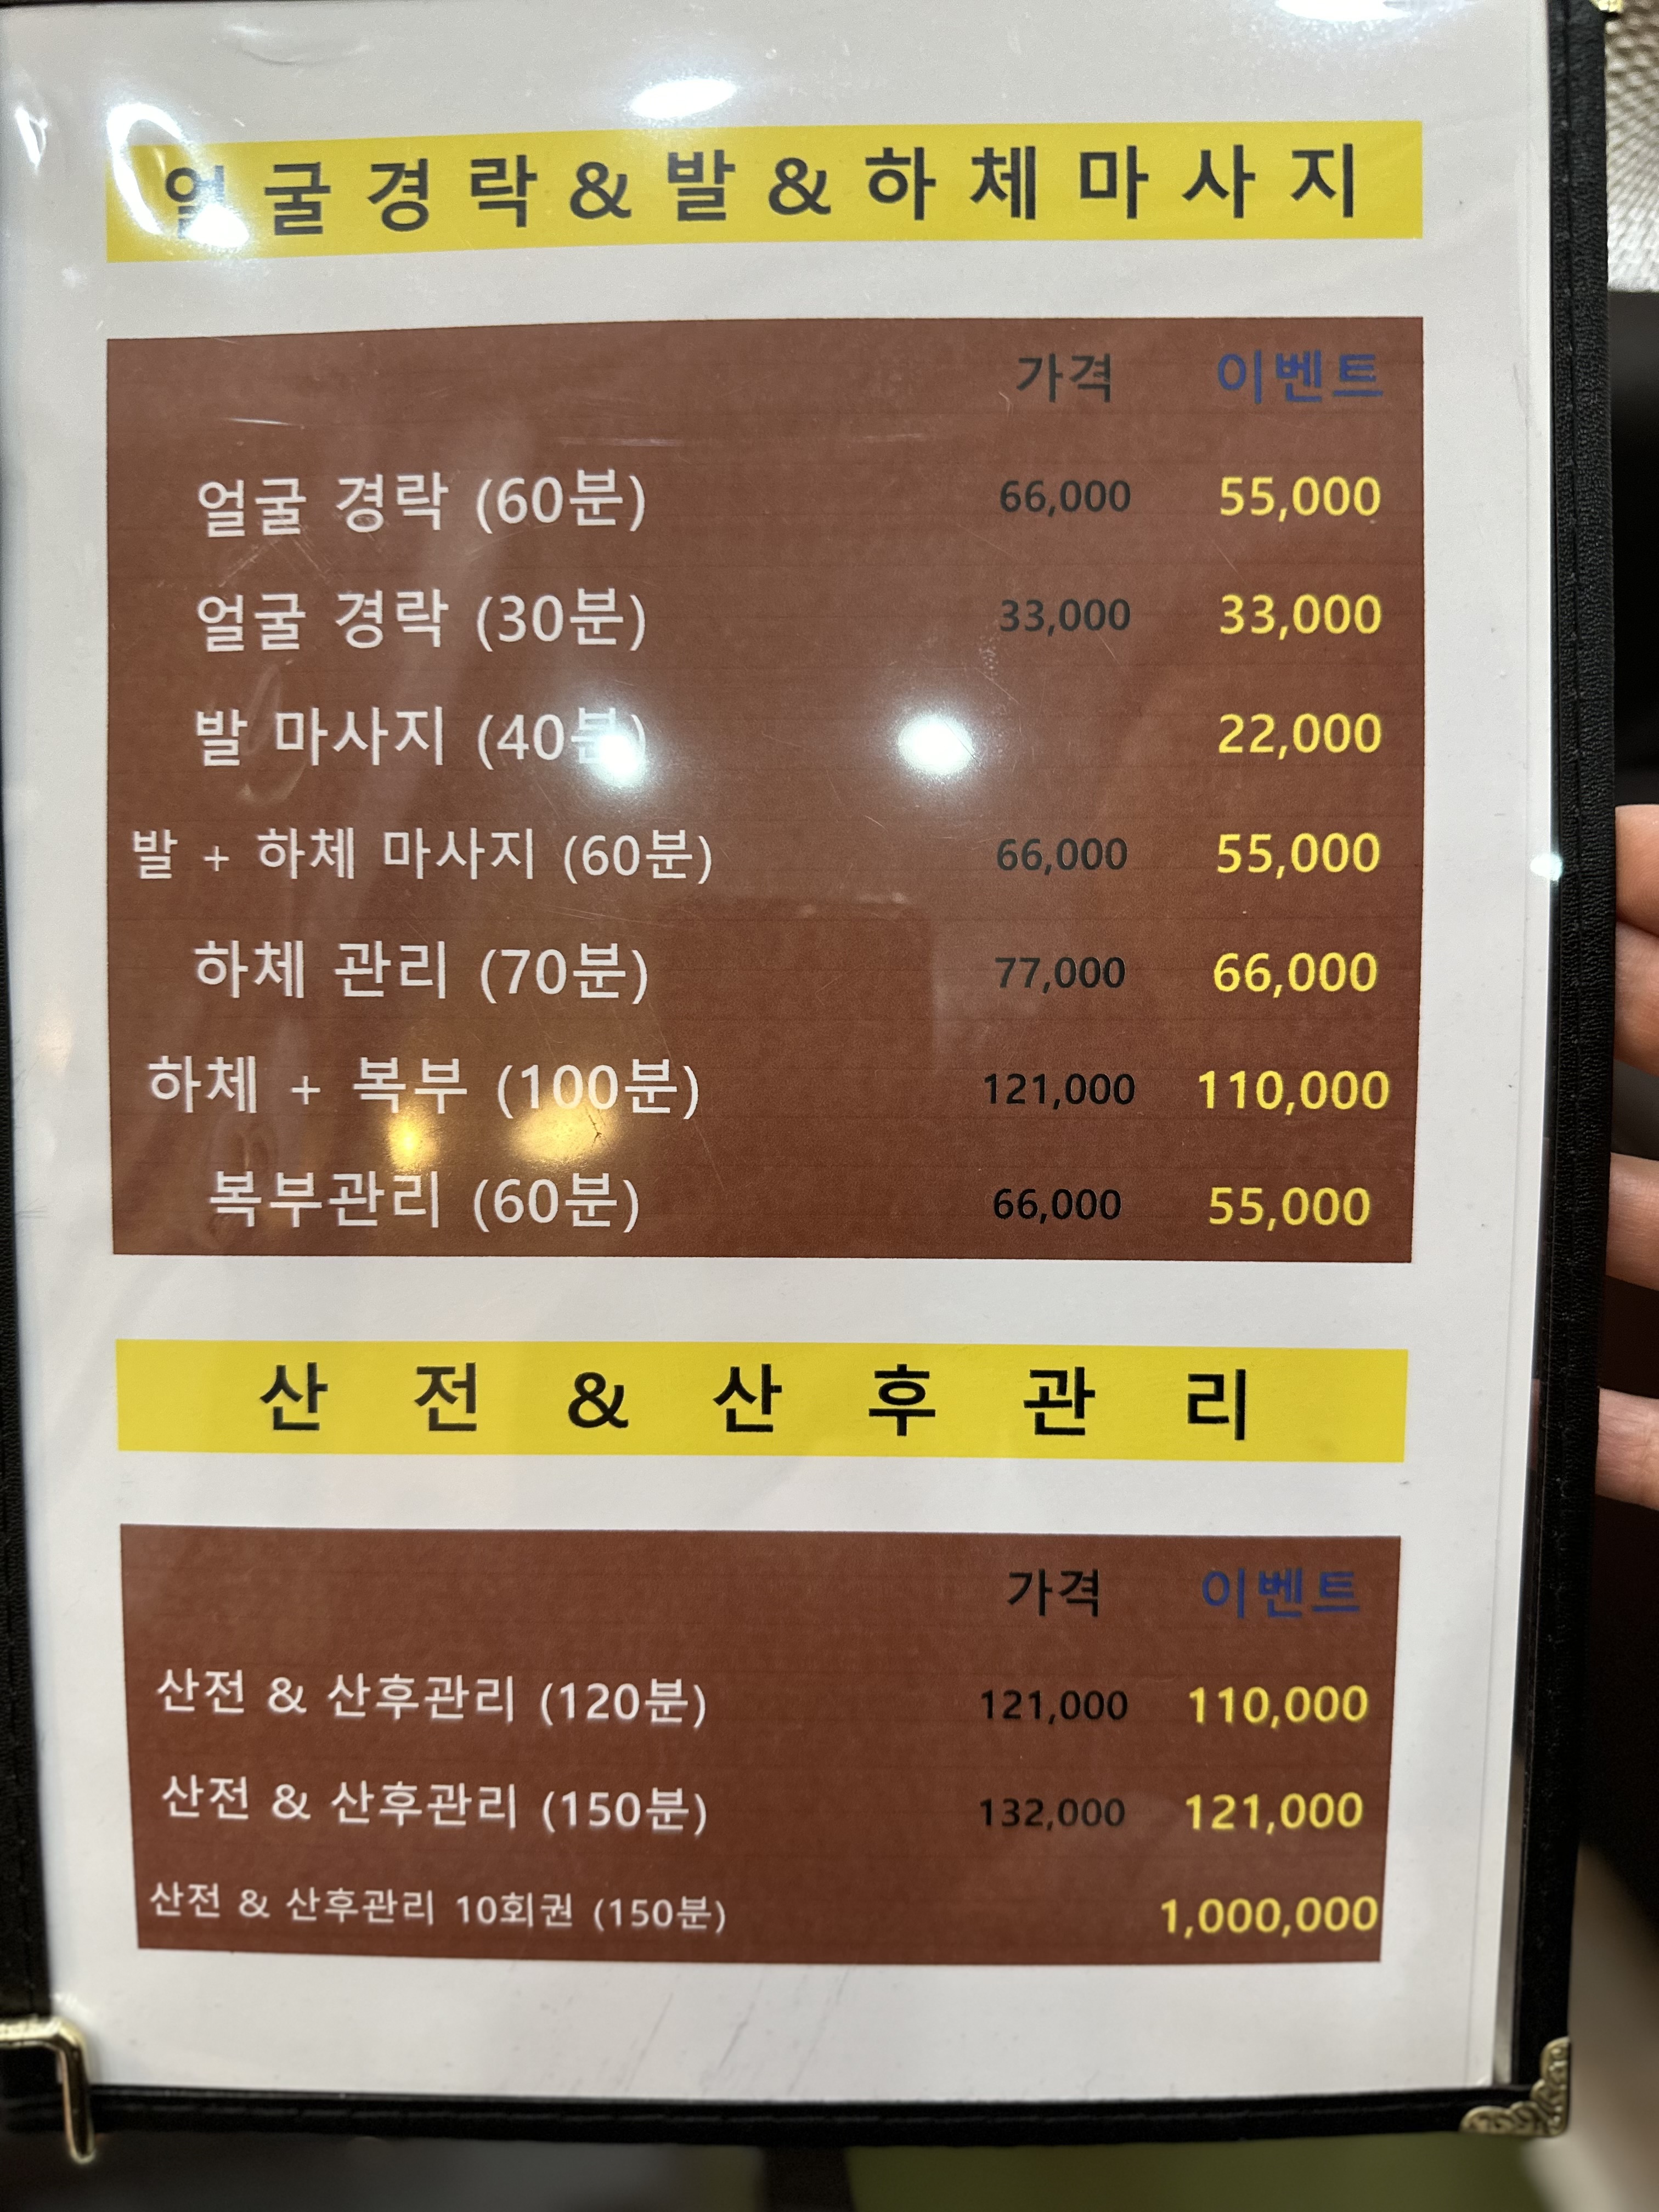 얼굴경락&발&하체마사지
가격 이벤트
얼굴 경락 (60분) 66,000 55,000
얼굴 경락 (30분) 33,000 33,000
발 마사지 (40분) 22,000
발 + 하체 마사지 (60분) 66,000 55,000
하체 관리 (70분) 77,000 66,000
하체 + 복부 (100분) 121,000 110,000
복부관리 (60분) 66,000 55,000
산전&산후관리
가격 이벤트
산전 & 산후관리 (120분) 121,000 110,000
산전 & 산후관리 (150분) 132,000 121,000
산전 & 산후관리 10회권 (150분) 1,000,000